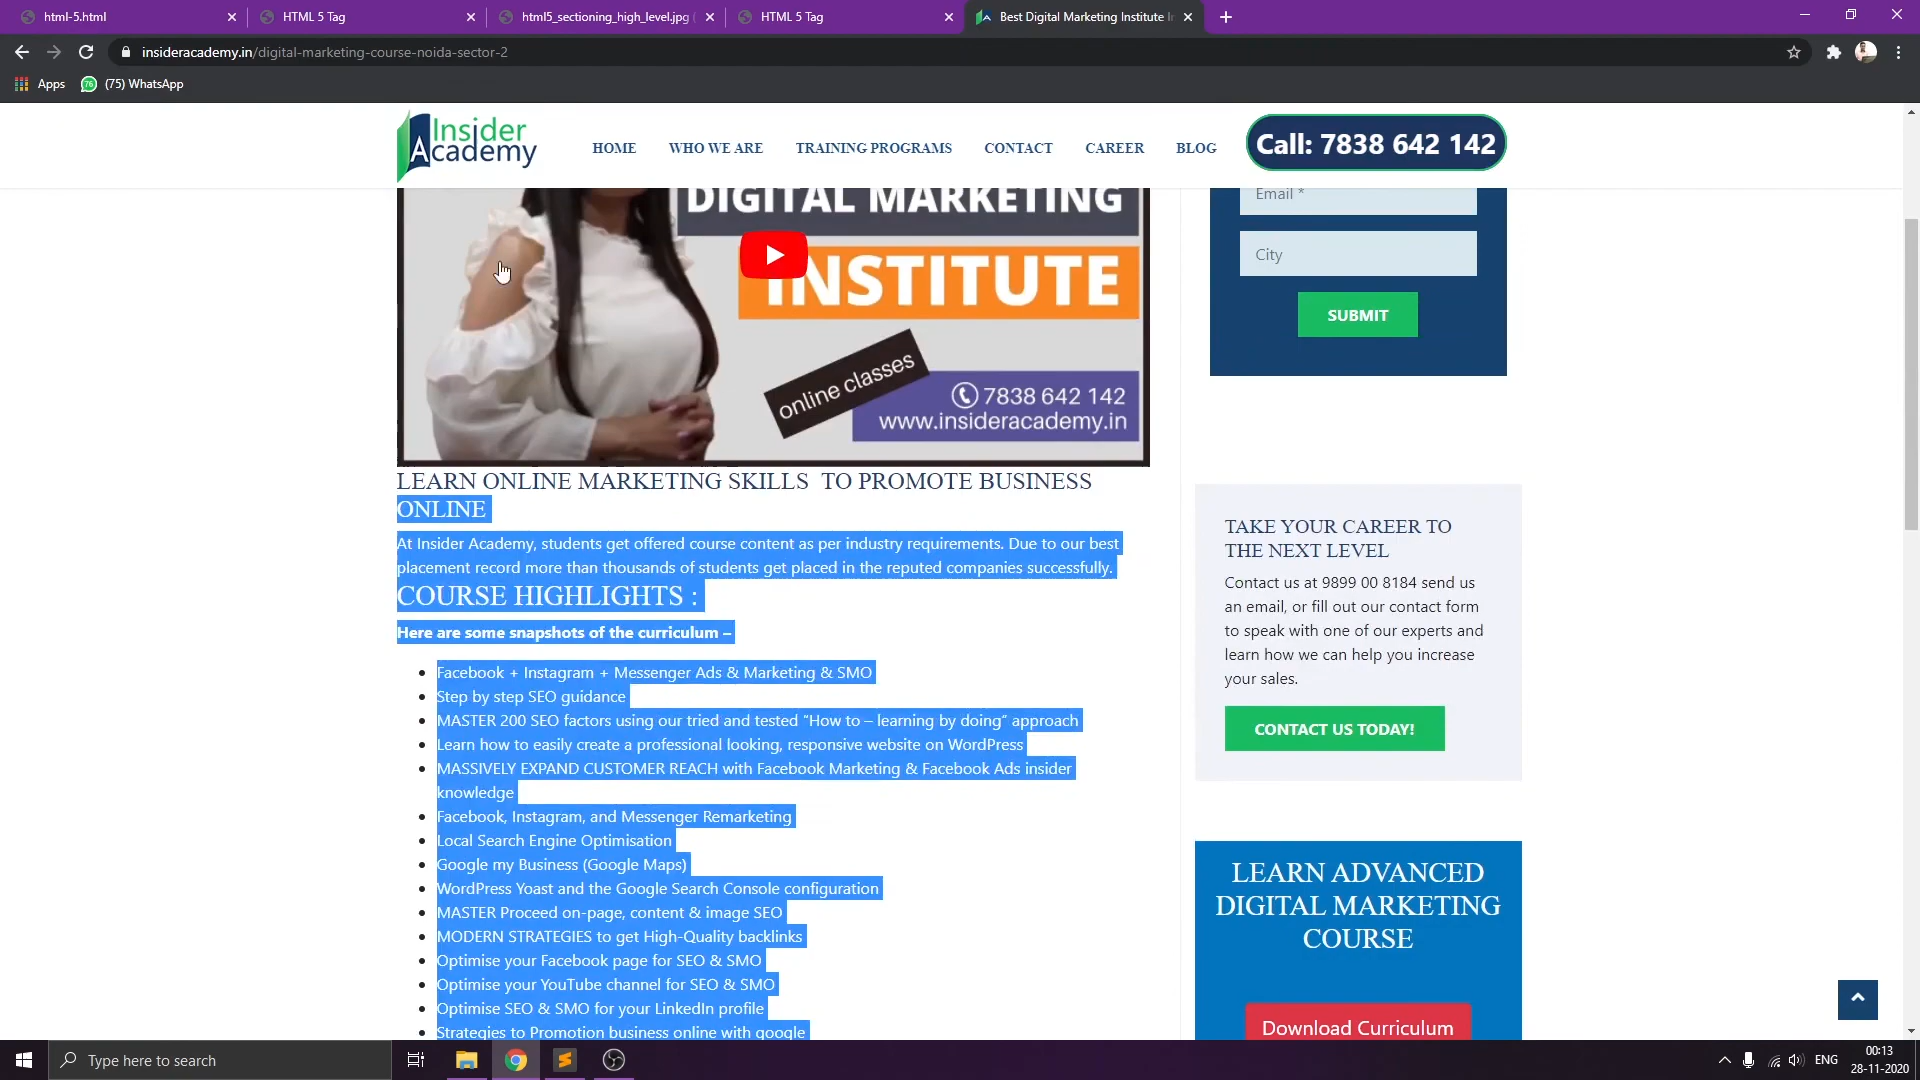 html-5.html
HTML 5 Tag
html5_sectioning_high_level.jpg (
HTML 5 Tag
Best Digital Marketing Institute In
insideracademy.in/digital-marketing-course-noida-sector-2
Apps
(75) WhatsApp
Insider
Academy
HOME
WHO WE ARE
TRAINING PROGRAMS
CONTACT
CAREER
BLOG
Call: 7838 642 142
DIGITAL MARKETING
INSTITUTE
online classes
7838 642 142
www.insideracademy.in
LEARN ONLINE MARKETING SKILLS  TO PROMOTE BUSINESS
ONLINE
At Insider Academy, students get offered course content as per industry requirements. Due to our best
placement record more than thousands of students get placed in the reputed companies successfully.
COURSE HIGHLIGHTS :
Here are some snapshots of the curriculum –
Facebook + Instagram + Messenger Ads & Marketing & SMO
Step by step SEO guidance
MASTER 200 SEO factors using our tried and tested “How to – learning by doing” approach
Learn how to easily create a professional looking, responsive website on WordPress
MASSIVELY EXPAND CUSTOMER REACH with Facebook Marketing & Facebook Ads insider
knowledge
Facebook, Instagram, and Messenger Remarketing
Local Search Engine Optimisation
Google my Business (Google Maps)
WordPress Yoast and the Google Search Console configuration
MASTER Proceed on-page, content & image SEO
MODERN STRATEGIES to get High-Quality backlinks
Optimise your Facebook page for SEO & SMO
Optimise your YouTube channel for SEO & SMO
Optimise SEO & SMO for your LinkedIn profile
Strategies to Promotion business online with google
Email *
City
SUBMIT
TAKE YOUR CAREER TO
THE NEXT LEVEL
Contact us at 9899 00 8184 send us
an email, or fill out our contact form
to speak with one of our experts and
learn how we can help you increase
your sales.
CONTACT US TODAY!
LEARN ADVANCED
DIGITAL MARKETING
COURSE
Download Curriculum
Type here to search
ENG
00:13
28-11-2020